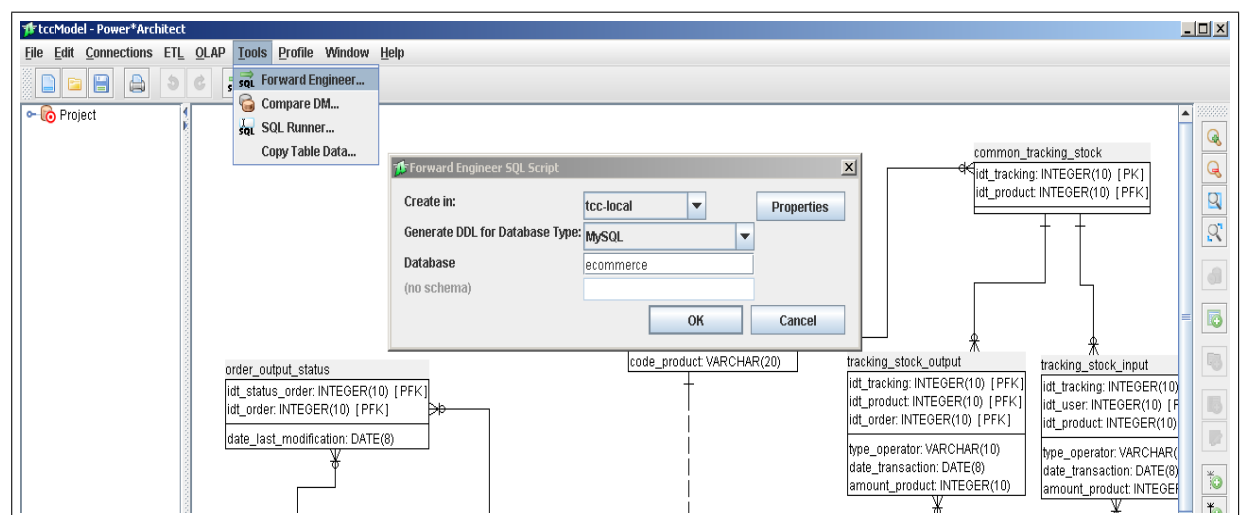 tccModel - Power*Architect
File Edit Connections ETL OLAP Tools Profile Window Help
SQL Forward Engineer...
Compare DM...
SQL SQL Runner...
Copy Table Data...
Project
Forward Engineer SQL Script
Create in:
tcc-local
Properties
Generate DDL for Database Type:
MySQL
Database
ecommerce
(no schema)
OK
Cancel
common_tracking_stock
idt_tracking: INTEGER(10) [PK]
idt_product: INTEGER(10) [PFK]
code_product: VARCHAR(20)
order_output_status
idt_status_order: INTEGER(10) [PFK]
idt_order: INTEGER(10) [PFK]
date_last_modification: DATE(8)
tracking_stock_output
idt_tracking: INTEGER(10) [PFK]
idt_product: INTEGER(10) [PFK]
idt_order: INTEGER(10) [PFK]
type_operator: VARCHAR(10)
date_transaction: DATE(8)
amount_product: INTEGER(10)
tracking_stock_input
idt_tracking: INTEGER(10)
idt_user: INTEGER(10) [P
idt_product: INTEGER(10)
type_operator: VARCHAR(
date_transaction: DATE(8)
amount_product: INTEGE